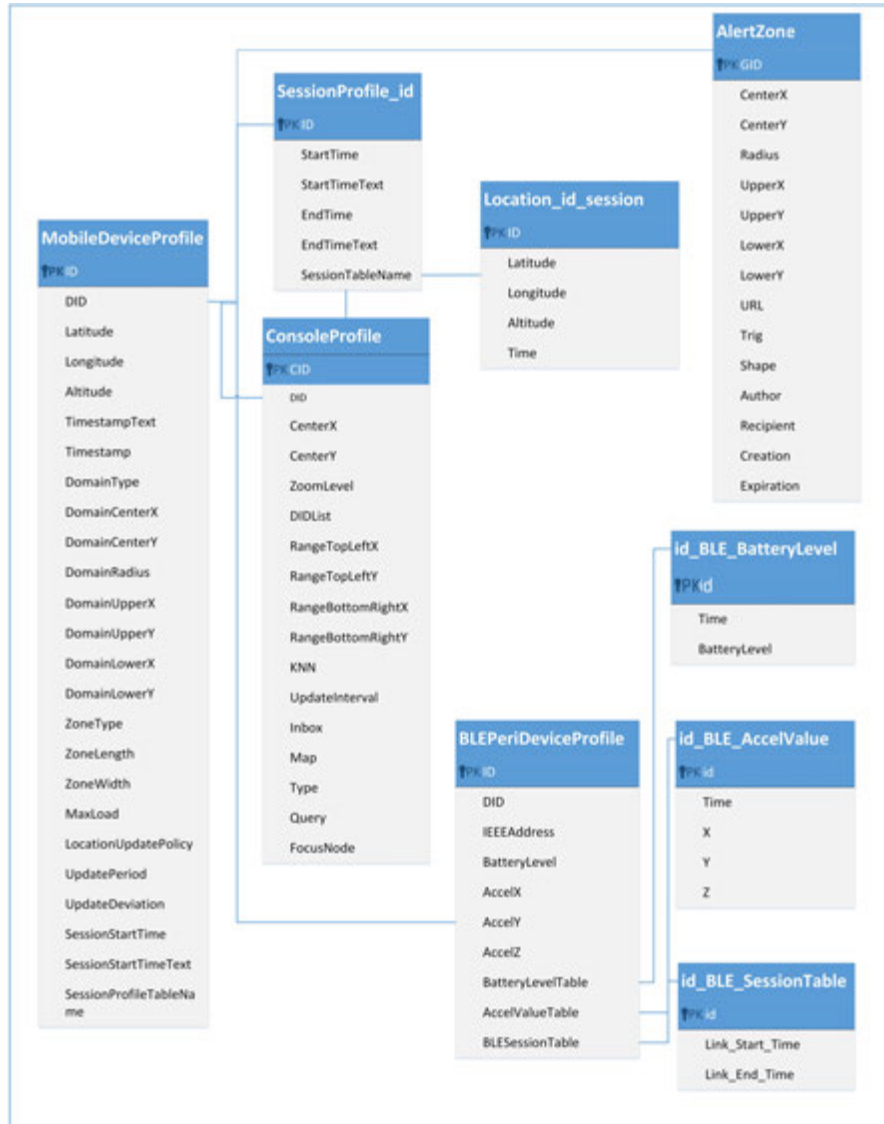 AlertZone
PK GID
CenterX
CenterY
Radius
UpperX
UpperY
LowerX
LowerY
URL
Trig
Shape
Author
Recipient
Creation
Expiration
SessionProfile_id
PK ID
StartTime
StartTimeText
EndTime
EndTimeText
SessionTableName
Location_id_session
PK ID
Latitude
Longitude
Altitude
Time
MobileDeviceProfile
PK ID
DID
Latitude
Longitude
Altitude
TimestampText
Timestamp
DomainType
DomainCenterX
DomainCenterY
DomainRadius
DomainUpperX
DomainUpperY
DomainLowerX
DomainLowerY
ZoneType
ZoneLength
ZoneWidth
MaxLoad
LocationUpdatePolicy
UpdatePeriod
UpdateDeviation
SessionStartTime
SessionStartTimeText
SessionProfileTableNa
me
ConsoleProfile
PK CID
DID
CenterX
CenterY
ZoomLevel
DIDList
RangeTopLeftX
RangeTopLeftY
RangeBottomRightX
RangeBottomRightY
KNN
UpdateInterval
Inbox
Map
Type
Query
FocusNode
id_BLE_BatteryLevel
PK id
Time
BatteryLevel
BLEPeriDeviceProfile
PK ID
DID
IEEEAddress
BatteryLevel
AccelX
AccelY
AccelZ
BatteryLevelTable
AccelValueTable
BLESessionTable
id_BLE_AccelValue
PK id
Time
X
Y
Z
id_BLE_SessionTable
PK id
Link_Start_Time
Link_End_Time